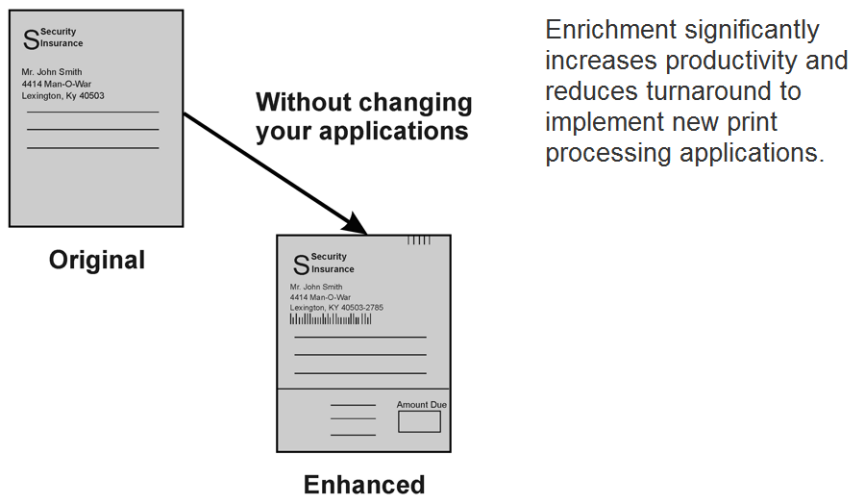 Security
SInsurance
Mr. John Smith
4414 Man-O-War
Lexington, Ky 40503
Original
Without changing
your applications
Security
SInsurance
Mr. John Smith
4414 Man-O-War
Lexington, KY 40503-2785
Amount Due
Enhanced
Enrichment significantly
increases productivity and
reduces turnaround to
implement new print
processing applications.